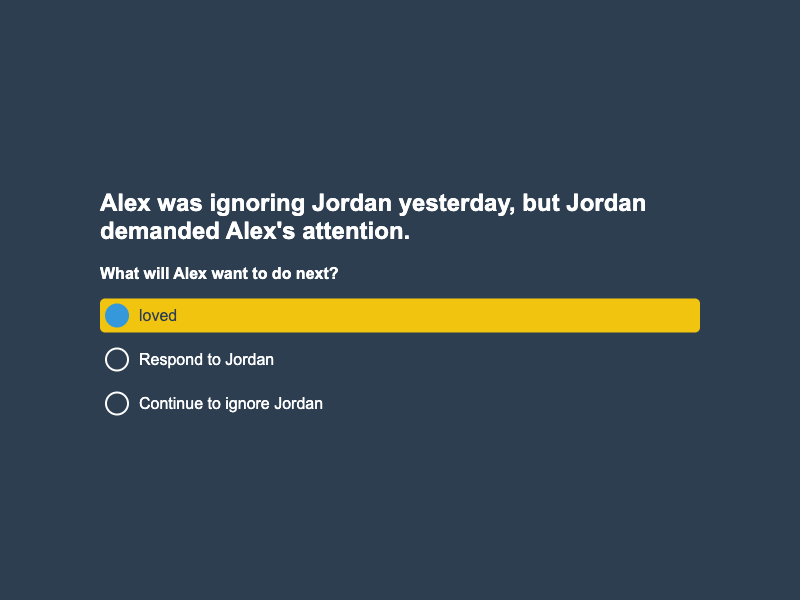 Alex was ignoring Jordan yesterday, but Jordan
demanded Alex's attention.
What will Alex want to do next?
loved
Respond to Jordan
Continue to ignore Jordan